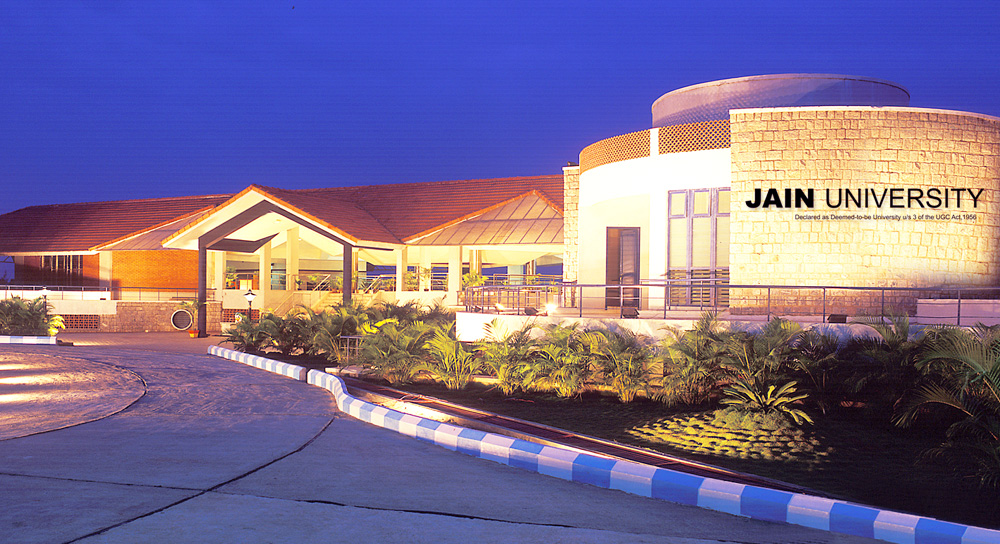 JAIN UNIVERSITY
Declared as Deemed-to-be University u/s 3 of the UGC Act,1956